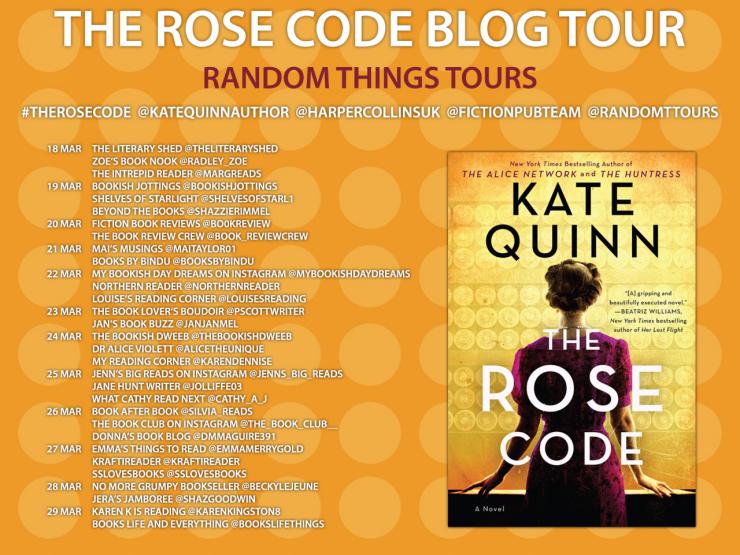 THE ROSE CODE BLOG TOUR
RANDOM THINGS TOURS
#THEROSECODE @KATEQUINNAUTHOR @HARPERCOLLINSUK @FICTIONPUBTEAM @RANDOMTTOURS
18 MAR THE LITERARY SHED @THELITERARYSHED
ZOE'S BOOK NOOK @RADLEY_ZOE
THE INTREPID READER @MARGREADS
19 MAR BOOKISH JOTTINGS @BOOKISHJOTTINGS
SHELVES OF STARLIGHT @SHELVESOFSTARL1
BEYOND THE BOOKS @SHAZZIERIMMEL
20 MAR FICTION BOOK REVIEWS @BO0KREVIEW
THE BOOK REVIEW CREW @BOOK_REVIEWCREW
21 MAR MAI'S MUSINGS @MAITAYLOR01
BOOKS BY BINDU @BOOKSBYBINDU
22 MAR MY BOOKISH DAY DREAMS ON INSTAGRAM @MYBOOKISHDAYDREAMS
NORTHERN READER @NORTHERNREADER
LOUISE'S READING CORNER @LOUISESREADING
23 MAR THE BOOK LOVER'S BOUDOIR @PSCOTTWRITER
JAN'S BOOK BUZZ @JANJANMEL
24 MAR THE BOOKISH DWEEB @THEBOOKISHDWEEB
DR ALICE VIOLETT @ALICETHEUNIQUE
MY READING CORNER @KARENDENNISE
25 MAR JENN'S BIG READS ON INSTAGRAM @JENNS_BIG_READS
JANE HUNT WRITER @JOLLIFFE03
WHAT CATHY READ NEXT @CATHY_A_J
26 MAR BOOK AFTER BOOK @SILVIA_READS
THE BOOK CLUB ON INSTAGRAM @THE_BOOK_CLUB__
DONNA'S BOOK BLOG @DMMAGUIRE391
27 MAR EMMA'S THINGS TO READ @EMMAMERRYGOLD
KRAFTIREADER @KRAFTIREADER
SSLOVESBOOKS @SSLOVESBOOKS
28 MAR NO MORE GRUMPY BOOKSELLER @BECKYLEJEUNE
JERA'S JAMBOREE @SHAZGOODWIN
29 MAR KAREN K IS READING @KARENKINGSTON8
BOOKS LIFE AND EVERYTHING @BOOKSLIFETHINGS
New York Times Bestselling Author of
THE ALICE NETWORK and THE HUNTRESS
KATE
QUINN
"[A] gripping and
beautifully executed novel."
—BEATRIZ WILLIAMS,
New York Times bestselling
author of Her Last Flight
THE
ROSE
CODE
A Novel